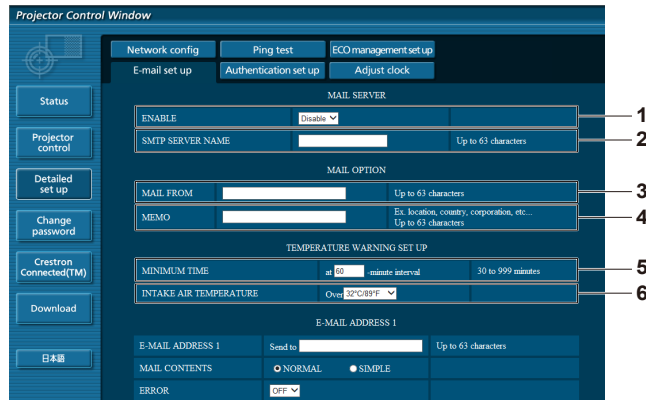 Projector Control Window
Network config Ping test ECO management set up
E-mail set up Authentication set up Adjust clock
Status
Projector control
Detailed set up
Change password
Crestron Connected(TM)
Download
日本語
MAIL SERVER
ENABLE Disable 1
SMTP SERVER NAME Up to 63 characters 2
MAIL OPTION
MAIL FROM Up to 63 characters 3
MEMO Ex. location, country, corporation, etc... Up to 63 characters 4
TEMPERATURE WARNING SET UP
MINIMUM TIME at 60 -minute interval 30 to 999 minutes 5
INTAKE AIR TEMPERATURE Over 32°C/89°F 6
E-MAIL ADDRESS 1
E-MAIL ADDRESS 1 Send to Up to 63 characters
MAIL CONTENTS NORMAL SIMPLE
ERROR OFF